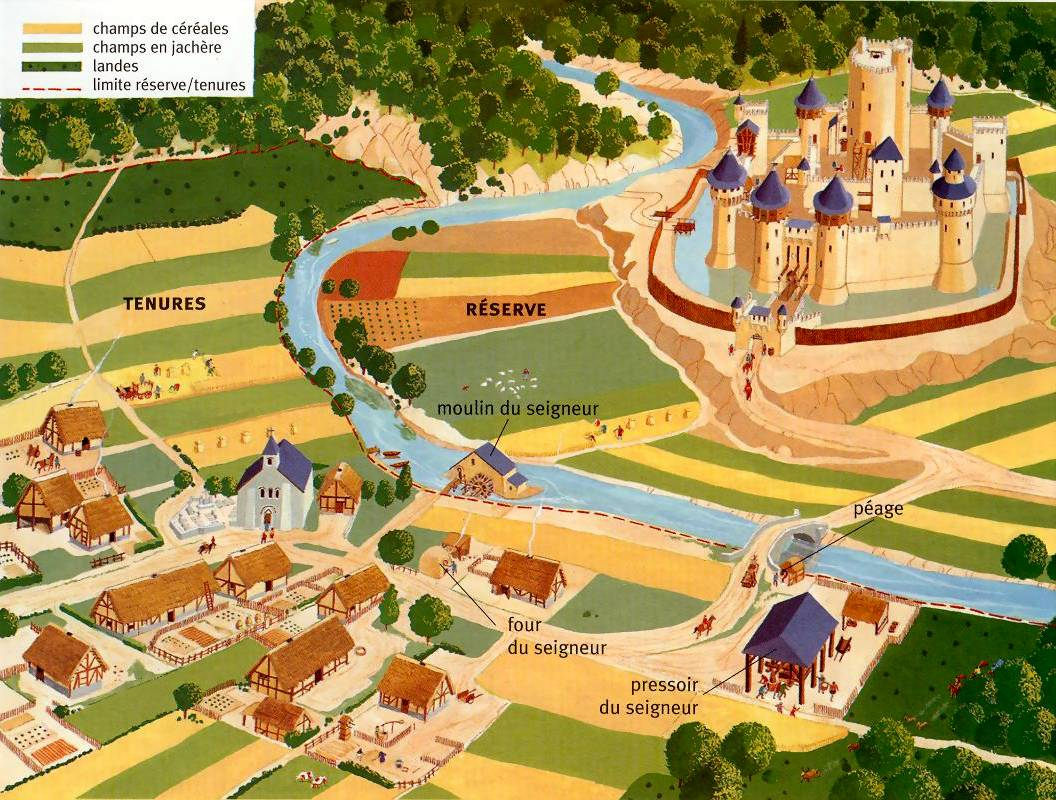 champs de céréales
champs en jachère
landes
limite réserve/tenures
TENURES
RÉSERVE
moulin du seigneur
péage
four
du seigneur
pressoir
du seigneur